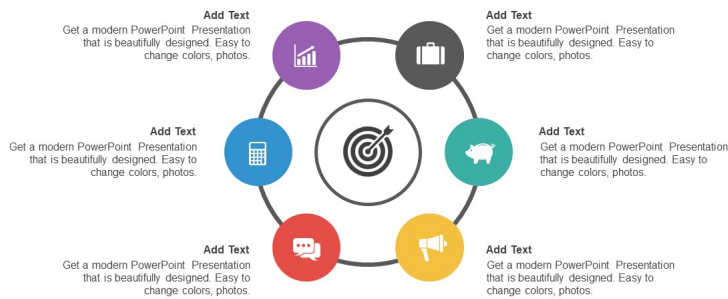 Add Text
Get a modern PowerPoint Presentation
that is beautifully designed. Easy to
change colors, photos.
Add Text
Get a modern PowerPoint Presentation
that is beautifully designed. Easy to
change colors, photos.
Add Text
Get a modern PowerPoint Presentation
that is beautifully designed. Easy to
change colors, photos.
Add Text
Get a modern PowerPoint Presentation
that is beautifully designed. Easy to
change colors, photos.
Add Text
Get a modern PowerPoint Presentation
that is beautifully designed. Easy to
change colors, photos.
Add Text
Get a modern PowerPoint Presentation
that is beautifully designed. Easy to
change colors, photos.